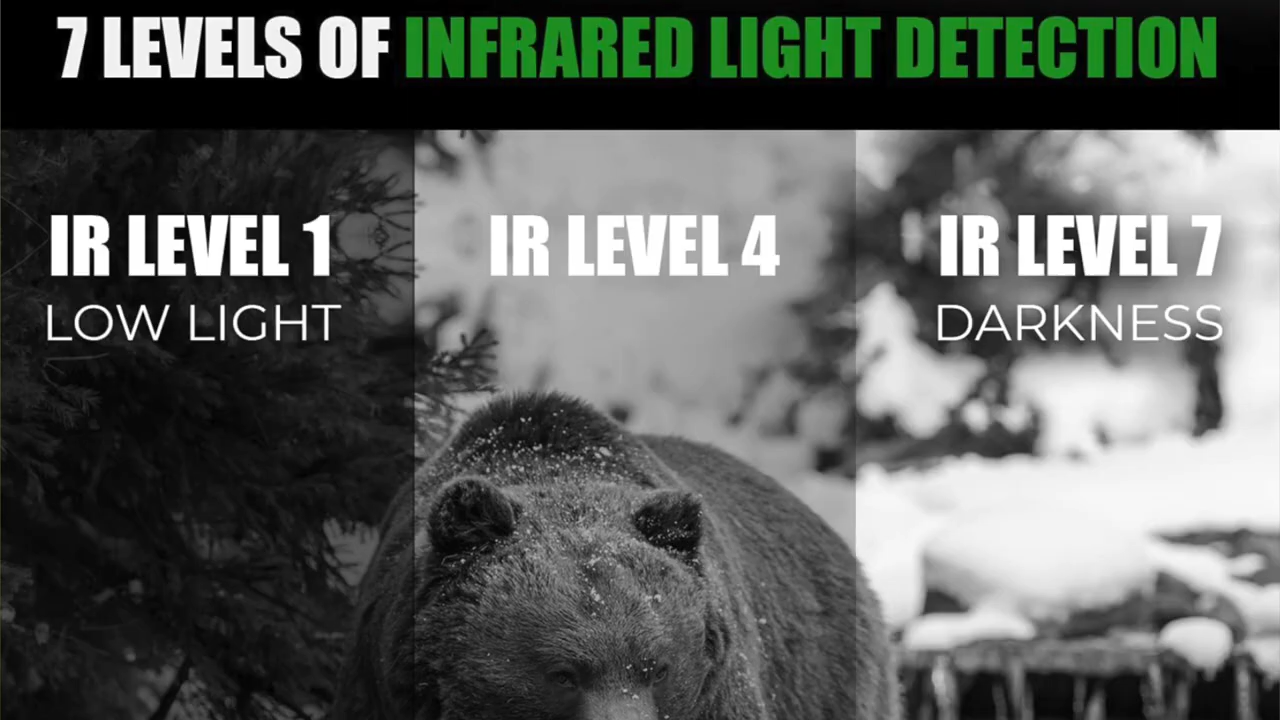 7 LEVELS OF INFRARED LIGHT DETECTION
IR LEVEL 1
LOW LIGHT
IR LEVEL 4
IR LEVEL 7
DARKNESS